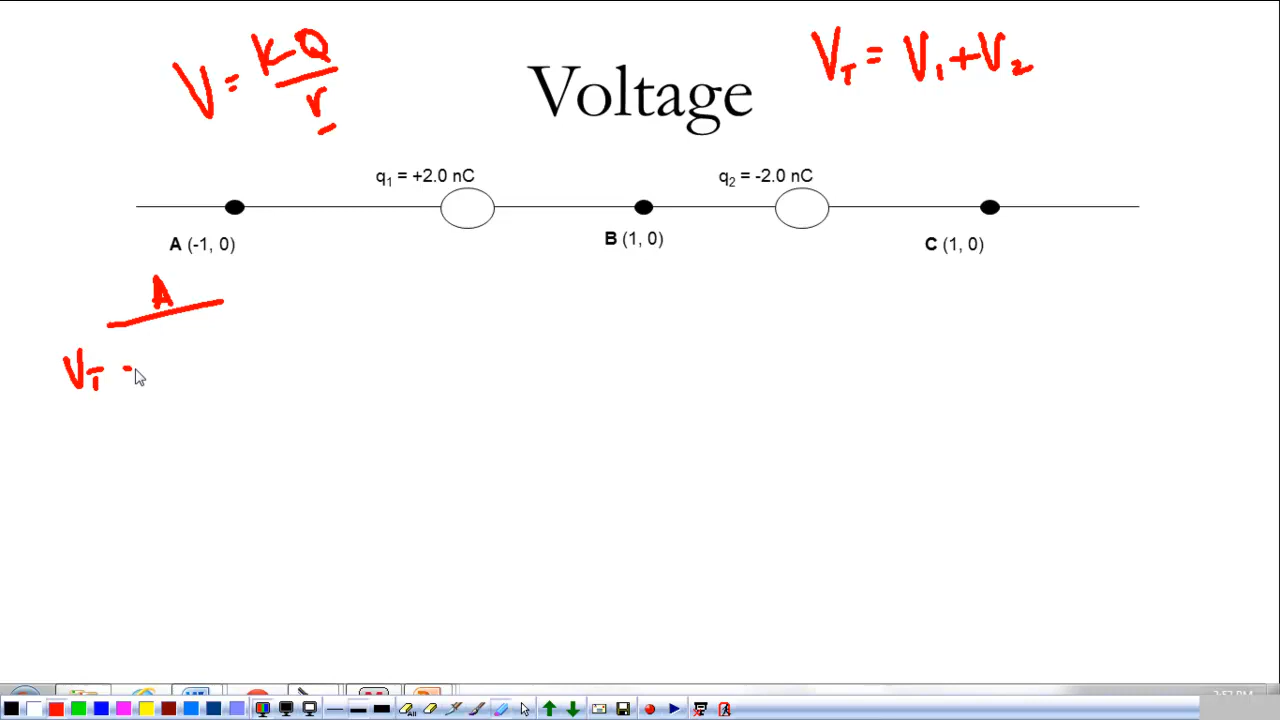 V = kQ/r
V_T = V_1 + V_2
Voltage
q₁ = +2.0 nC
q₂ = -2.0 nC
A (-1, 0)
B (1, 0)
C (1, 0)
A
V_T =